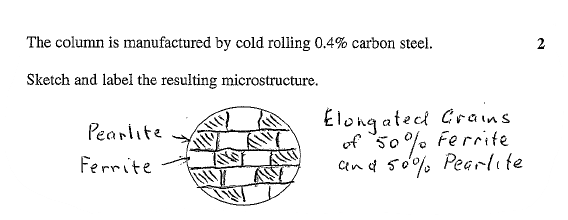 The column is manufactured by cold rolling 0.4% carbon steel. 2
Sketch and label the resulting microstructure.
Pearlite
Ferrite
Elongated Grains
of 50% Ferrite
and 50% Pearlite